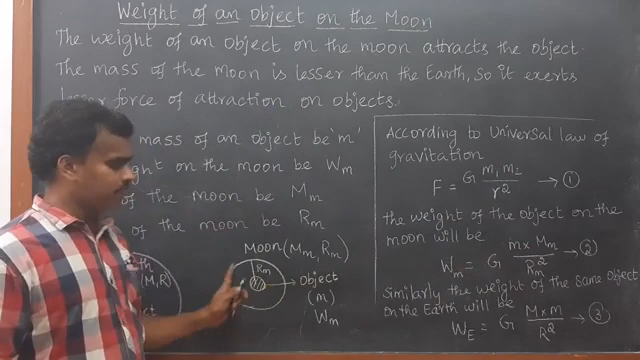 Weight of an Object on the Moon
The weight of an object on the moon attracts the object.
The mass of the moon is lesser than the Earth, so it exerts
lesser force of attraction on objects.
mass of an object be 'm'
on the moon be Wm
of the moon be Mm
of the moon be Rm
Moon (Mm, Rm)
Rm
Object
(m)
Wm
(M, R)
According to Universal law of
gravitation
F = G m1 m2 / r² → ①
the weight of the object on the
moon will be
Wm = G m × Mm / R²m → ②
Similarly the weight of the same object
on the Earth will be
WE = G M × m / R² → ③